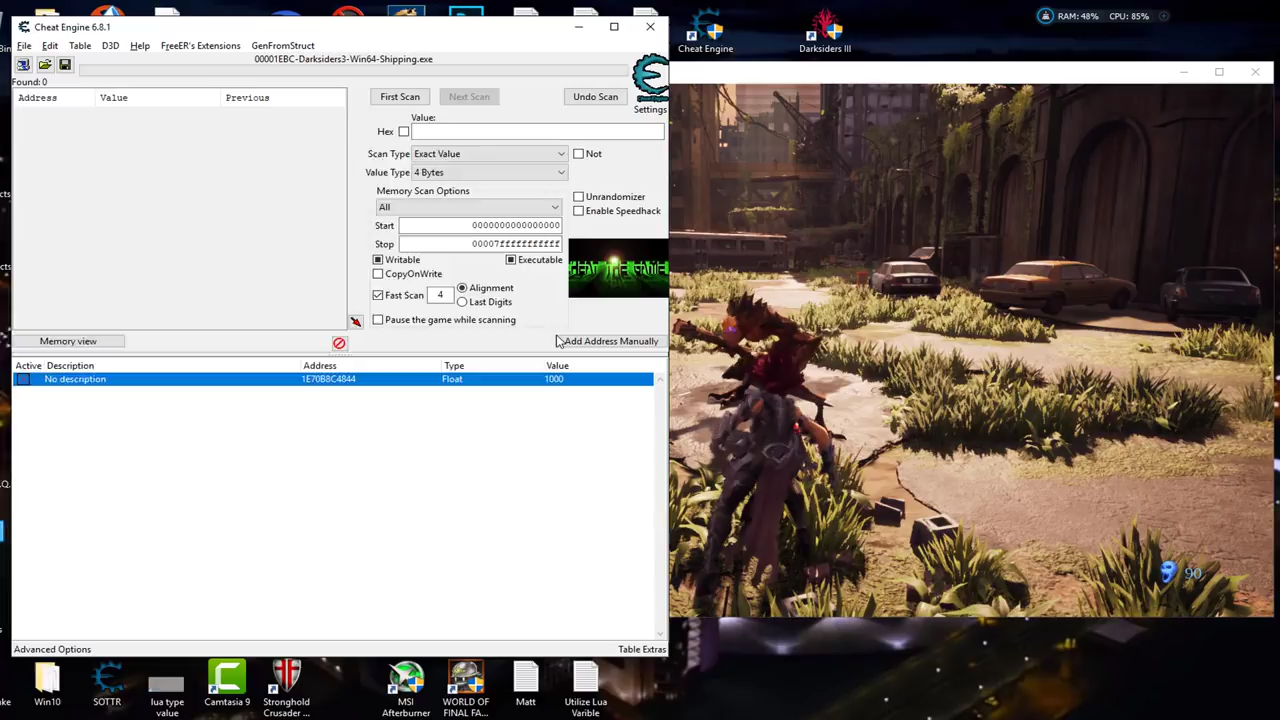 Cheat Engine 6.8.1
File Edit Table D3D Help FreeER's Extensions GenFromStruct
00001EBC-Darksiders3-Win64-Shipping.exe
Found: 0
Address Value Previous
First Scan Next Scan Undo Scan
Settings
Value:
Hex
Scan Type Exact Value Not
Value Type 4 Bytes
Memory Scan Options
All
Unrandomizer
Enable Speedhack
Start 0000000000000000
Stop 00007fffffffffff
Writable Executable
CopyOnWrite
Fast Scan 4 Alignment
Last Digits
Pause the game while scanning
CHEAT THE GAME
Memory view Add Address Manually
Active Description Address Type Value
No description 1E70B8C4844 Float 1000
Advanced Options Table Extras
Cheat Engine
Darksiders III
RAM: 48% CPU: 85%
90
Win10
SOTTR
lua type
value
Camtasia 9
Stronghold
Crusader ...
MSI
Afterburner
WORLD OF
FINAL FA...
Matt
Utilize Lua
Varible